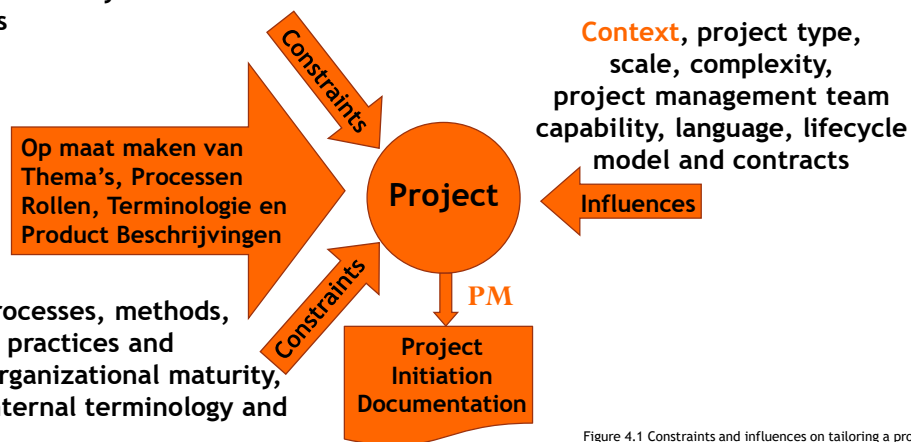 s
Constraints
Context, project type,
scale, complexity,
project management team
capability, language, lifecycle
model and contracts
Op maat maken van
Thema's, Processen
Rollen, Terminologie en
Product Beschrijvingen
Project
Influences
Constraints
PM
rocesses, methods,
practices and
rganizational maturity,
nternal terminology and
Project
Initiation
Documentation
Figure 4.1 Constraints and influences on tailoring a pro